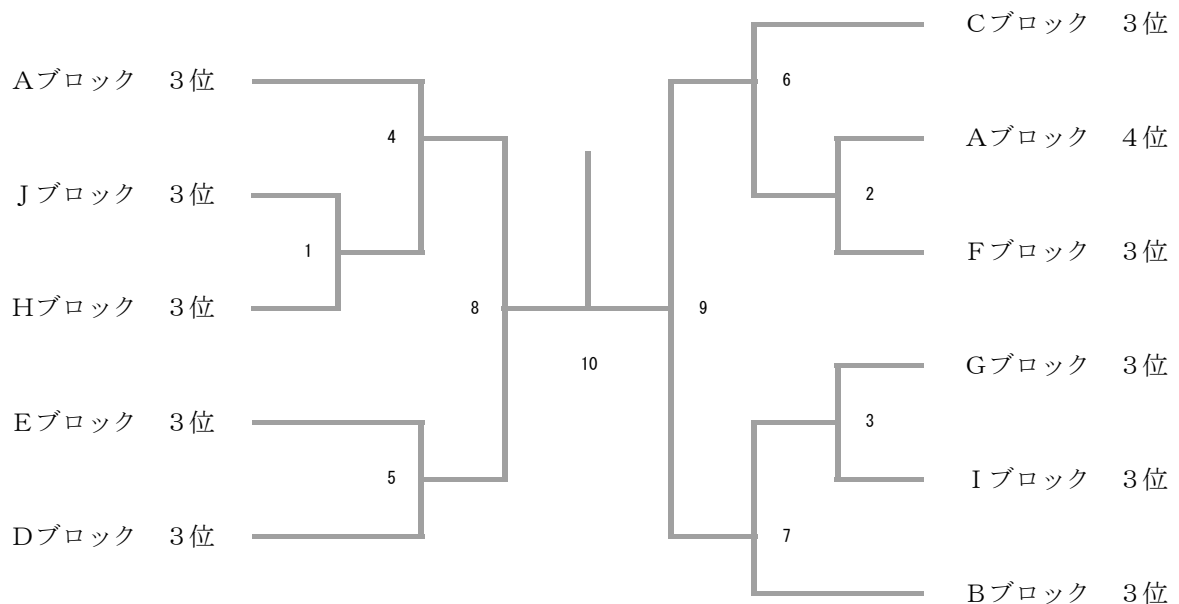 Aブロック　3位
Jブロック　3位
Hブロック　3位
Eブロック　3位
Dブロック　3位
4
1
5
8
10
9
6
2
3
7
Cブロック　3位
Aブロック　4位
Fブロック　3位
Gブロック　3位
Iブロック　3位
Bブロック　3位